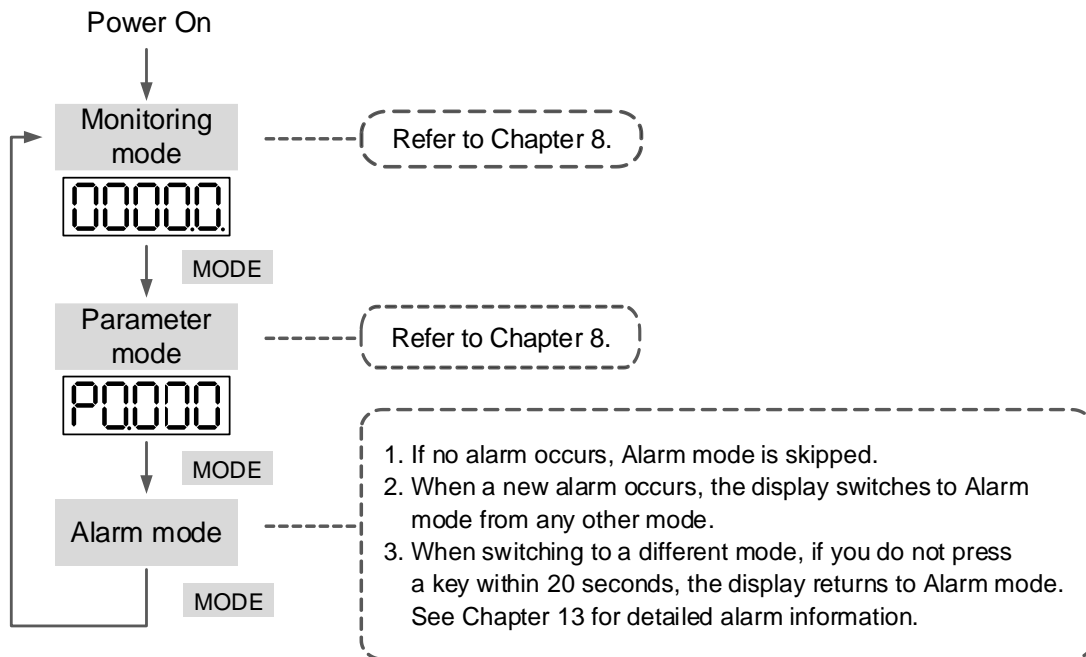 Power On
Monitoring
mode
Refer to Chapter 8.
0000.0.
MODE
Parameter
mode
Refer to Chapter 8.
P0.000
MODE
1. If no alarm occurs, Alarm mode is skipped.
2. When a new alarm occurs, the display switches to Alarm
mode from any other mode.
Alarm mode
3. When switching to a different mode, if you do not press
a key within 20 seconds, the display returns to Alarm mode.
See Chapter 13 for detailed alarm information.
MODE